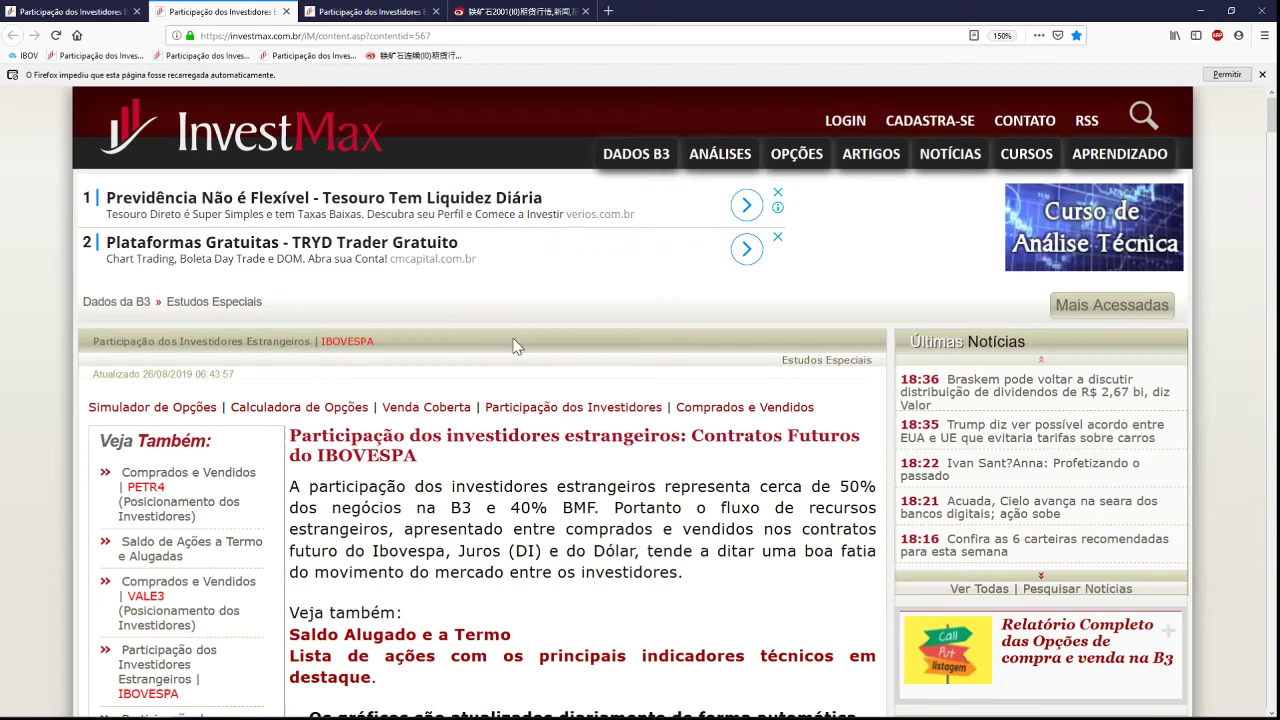 Participação dos Investidores E
Participação dos Investidores E
Participação dos Investidores E
铁矿石2001(I0)期货行情,新闻,持
https://investmax.com.br/iM/content.asp?contentid=567
150%
IBOV
Participação dos Inves...
Participação dos Inves...
Participação dos Inves...
铁矿石连续(I0)期货行...
O Firefox impediu que esta página fosse recarregada automaticamente.
Permitir
InvestMax
LOGIN
CADASTRA-SE
CONTATO
RSS
DADOS B3
ANÁLISES
OPÇÕES
ARTIGOS
NOTÍCIAS
CURSOS
APRENDIZADO
1
Previdência Não é Flexível - Tesouro Tem Liquidez Diária
Tesouro Direto é Super Simples e tem Taxas Baixas. Descubra seu Perfil e Comece a Investir verios.com.br
2
Plataformas Gratuitas - TRYD Trader Gratuito
Chart Trading, Boleta Day Trade e DOM. Abra sua Conta! cmcapital.com.br
Curso de
Análise Técnica
Dados da B3 » Estudos Especiais
Mais Acessadas
Participação dos Investidores Estrangeiros | IBOVESPA
Estudos Especiais
Atualizado 26/08/2019 06:43:57
Simulador de Opções | Calculadora de Opções | Venda Coberta | Participação dos Investidores | Comprados e Vendidos
Veja Também:
Comprados e Vendidos
| PETR4
(Posicionamento dos
Investidores)
Saldo de Ações a Termo
e Alugadas
Comprados e Vendidos
| VALE3
(Posicionamento dos
Investidores)
Participação dos
Investidores
Estrangeiros |
IBOVESPA
Participação dos investidores estrangeiros: Contratos Futuros
do IBOVESPA
A participação dos investidores estrangeiros representa cerca de 50%
dos negócios na B3 e 40% BMF. Portanto o fluxo de recursos
estrangeiros, apresentado entre comprados e vendidos nos contratos
futuro do Ibovespa, Juros (DI) e do Dólar, tende a ditar uma boa fatia
do movimento do mercado entre os investidores.
Veja também:
Saldo Alugado e a Termo
Lista de ações com os principais indicadores técnicos em
destaque.
Os gráficos são atualizados diariamente de forma automática
Últimas Notícias
18:36 Braskem pode voltar a discutir
distribuição de dividendos de R$ 2,67 bi, diz
Valor
18:35 Trump diz ver possível acordo entre
EUA e UE que evitaria tarifas sobre carros
18:22 Ivan Sant?Anna: Profetizando o
passado
18:21 Acuada, Cielo avança na seara dos
bancos digitais; ação sobe
18:16 Confira as 6 carteiras recomendadas
para esta semana
Ver Todas | Pesquisar Notícias
Call
Put
listagem
Relatório Completo
das Opções de
compra e venda na B3